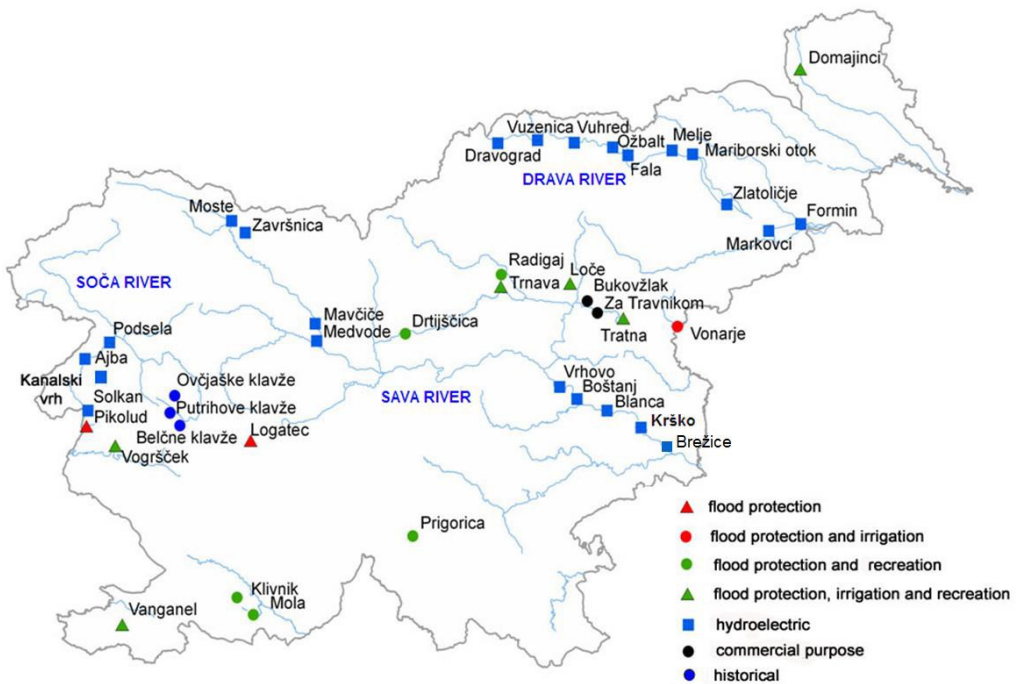 Domajinci
Vuzenica Vuhred
Ožbalt
Melje
Mariborski otok
Dravograd
Fala
DRAVA RIVER
Zlatoličje
Moste
Završnica
Formin
Markovci
Radigaj
Trnava
Loče
SOČA RIVER
Bukovžlak
Za Travnikom
Mavčiče
Medvode
Drtijščica
Tratna
Vonarje
Podsela
Ajba
Kanalski
vrh
Ovčjaške klavže
Vrhovo
Boštanj
SAVA RIVER
Solkan
Pikolud
Putrihove klavže
Blanca
Krško
Belčne klavže
Logatec
Brežice
Vogršček
Prigorica
Klivnik
Mola
Vanganel
flood protection
flood protection and irrigation
flood protection and recreation
flood protection, irrigation and recreation
hydroelectric
commercial purpose
historical